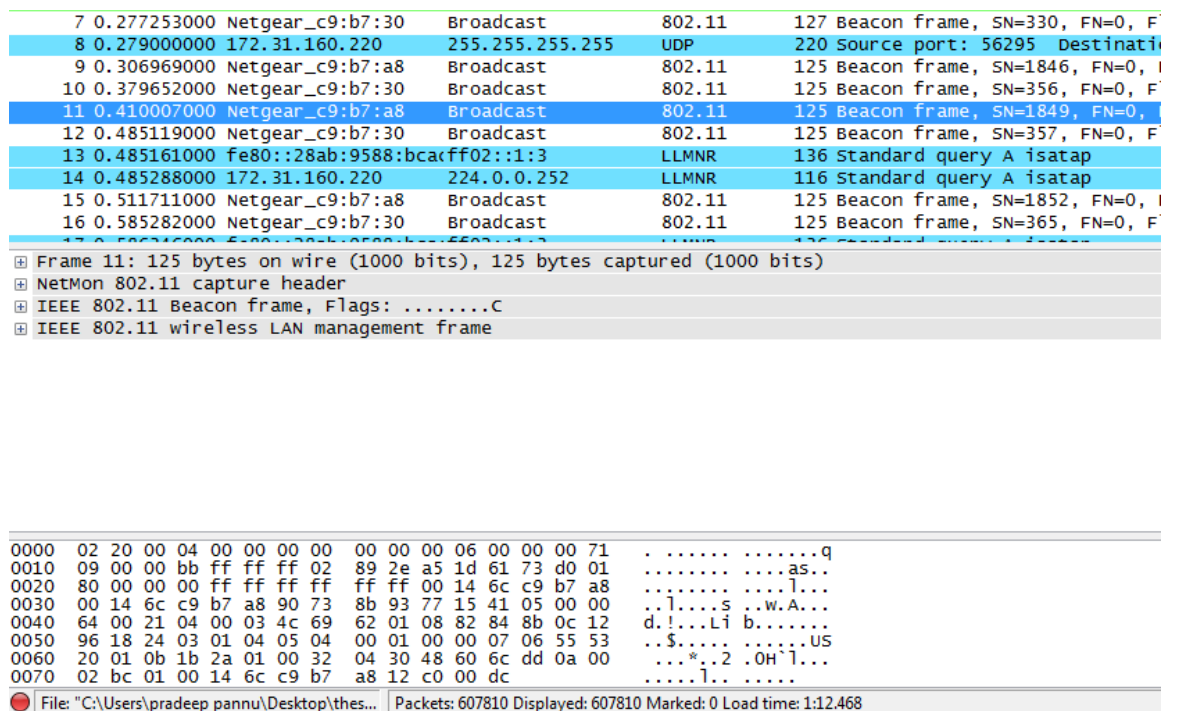 7 0.277253000 Netgear_c9:b7:30 Broadcast 802.11 127 Beacon frame, SN=330, FN=0,
8 0.279000000 172.31.160.220 255.255.255.255 UDP 220 Source port: 56295 Destinati
9 0.306969000 Netgear_c9:b7:a8 Broadcast 802.11 125 Beacon frame, SN=1846, FN=0,
10 0.379652000 Netgear_c9:b7:30 Broadcast 802.11 125 Beacon frame, SN=356, FN=0,
11 0.410007000 Netgear_c9:b7:a8 Broadcast 802.11 125 Beacon frame, SN=1849, FN=0,
12 0.485119000 Netgear_c9:b7:30 Broadcast 802.11 125 Beacon frame, SN=357, FN=0,
13 0.485161000 fe80::28ab:9588:bcac ff02::1:3 LLMNR 136 Standard query A isatap
14 0.485288000 172.31.160.220 224.0.0.252 LLMNR 116 Standard query A isatap
15 0.511711000 Netgear_c9:b7:a8 Broadcast 802.11 125 Beacon frame, SN=1852, FN=0,
16 0.585282000 Netgear_c9:b7:30 Broadcast 802.11 125 Beacon frame, SN=365, FN=0,
Frame 11: 125 bytes on wire (1000 bits), 125 bytes captured (1000 bits)
NetMon 802.11 capture header
IEEE 802.11 Beacon frame, Flags: ........C
IEEE 802.11 wireless LAN management frame
0000 02 20 00 04 00 00 00 00 00 00 00 06 00 00 00 71 . ...... .......q
0010 09 00 00 bb ff ff ff 02 89 2e a5 1d 61 73 d0 01 ........ ....as..
0020 80 00 00 00 ff ff ff ff ff ff 00 14 6c c9 b7 a8 ........ ....l...
0030 00 14 6c c9 b7 a8 90 73 8b 93 77 15 41 05 00 00 ..l....s ..w.A...
0040 64 00 21 04 00 03 4c 69 62 01 08 82 84 8b 0c 12 d.!...Li b.......
0050 96 18 24 03 01 04 05 04 00 01 00 00 07 06 55 53 ..$..... ......US
0060 20 01 0b 1b 2a 01 00 32 04 30 48 60 6c dd 0a 00 ...*..2 .0H`l...
0070 02 bc 01 00 14 6c c9 b7 a8 12 c0 00 dc .....l.. .....
File: "C:\Users\pradeep pannu\Desktop\thes... Packets: 607810 Displayed: 607810 Marked: 0 Load time: 1:12.468